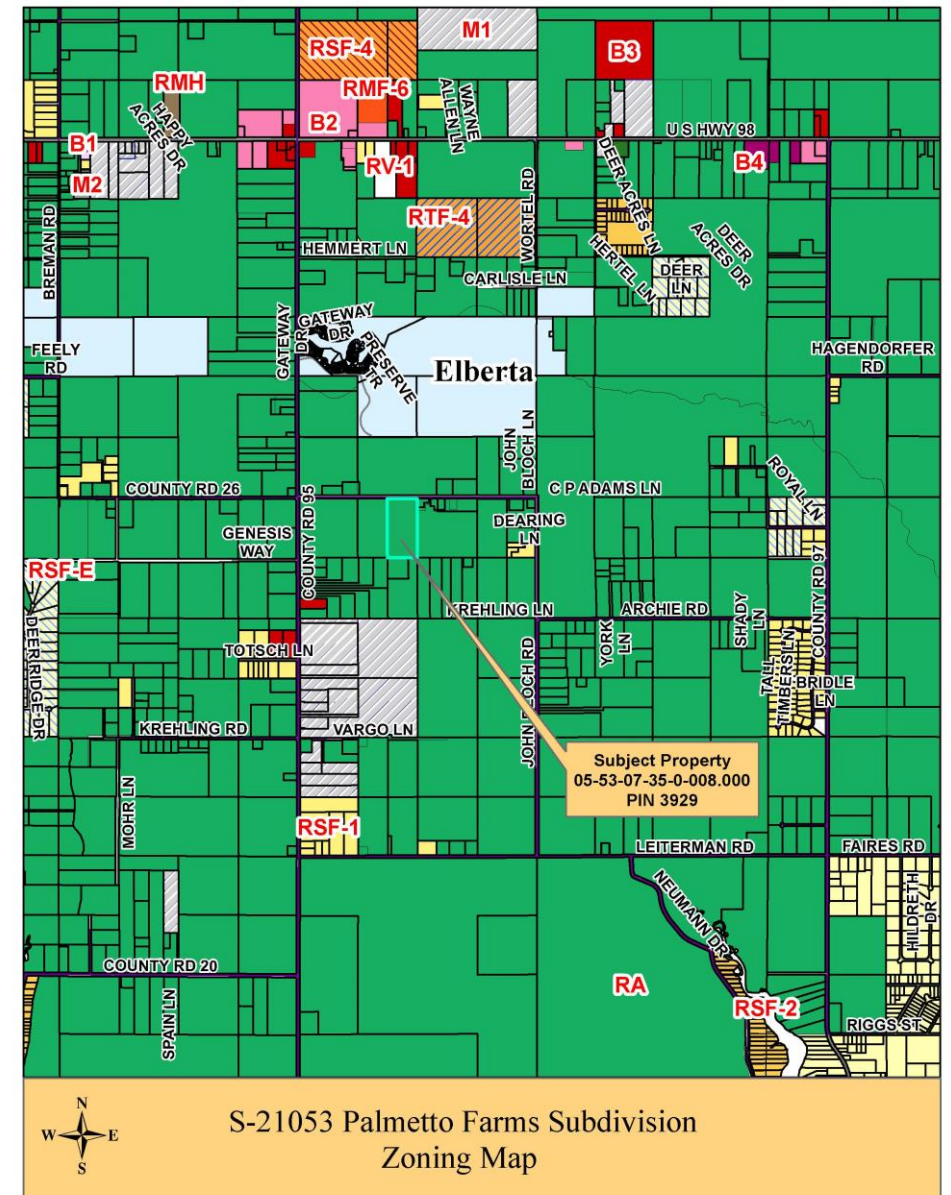 M1
RSF-4
B3
RMH
RMF-6
WAYNE
ALLEN LN
HAPPY
ACRES DR
B2
U S HWY 98
B1
M2
RV-1
B4
DEER ACRES LN
BREMAN RD
RTF-4
WORTEL RD
HEMMERT LN
HERTEL LN
DEER
ACRES DR
CARLISLE LN
DEER
LN
GATEWAY
DR
GATEWAY
DR
PRESERVE
TR
FEELY
RD
Elberta
HAGENDORFER
RD
JOHN
BLOCH LN
COUNTY RD 26
C P ADAMS LN
ROYAL LN
COUNTY RD 95
GENESIS
WAY
DEARING
LN
RSF-E
COUNTY RD 97
KREHLING LN
ARCHIE RD
DEER RIDGE DR
TOTSCH LN
YORK
LN
SHADY
LN
TALL
TIMBERS LN
BRIDLE
LN
KREHLING RD
VARGO LN
JOHN BLOCH RD
Subject Property
05-53-07-35-0-008.000
PIN 3929
MOHR LN
RSF-1
LEITERMAN RD
FAIRES RD
NEUMANN DR
HILDRETH
DR
COUNTY RD 20
RA
RSF-2
SPAIN LN
RIGGS ST
N
W
E
S
S-21053 Palmetto Farms Subdivision
Zoning Map